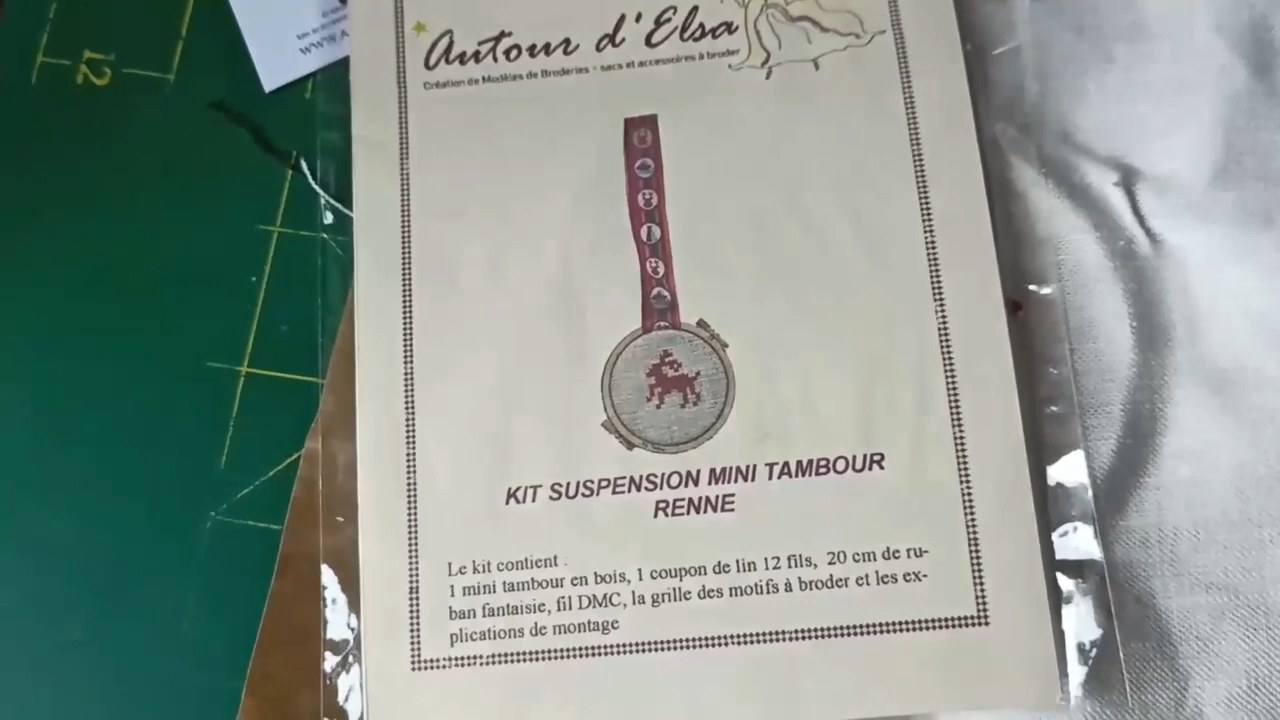 Autour d'Elsa
Création de Modèles de Broderies - sacs et accessoires à broder
KIT SUSPENSION MINI TAMBOUR
RENNE
Le kit contient :
1 mini tambour en bois, 1 coupon de lin 12 fils, 20 cm de ru-
ban fantaisie, fil DMC, la grille des motifs à broder et les ex-
plications de montage
12